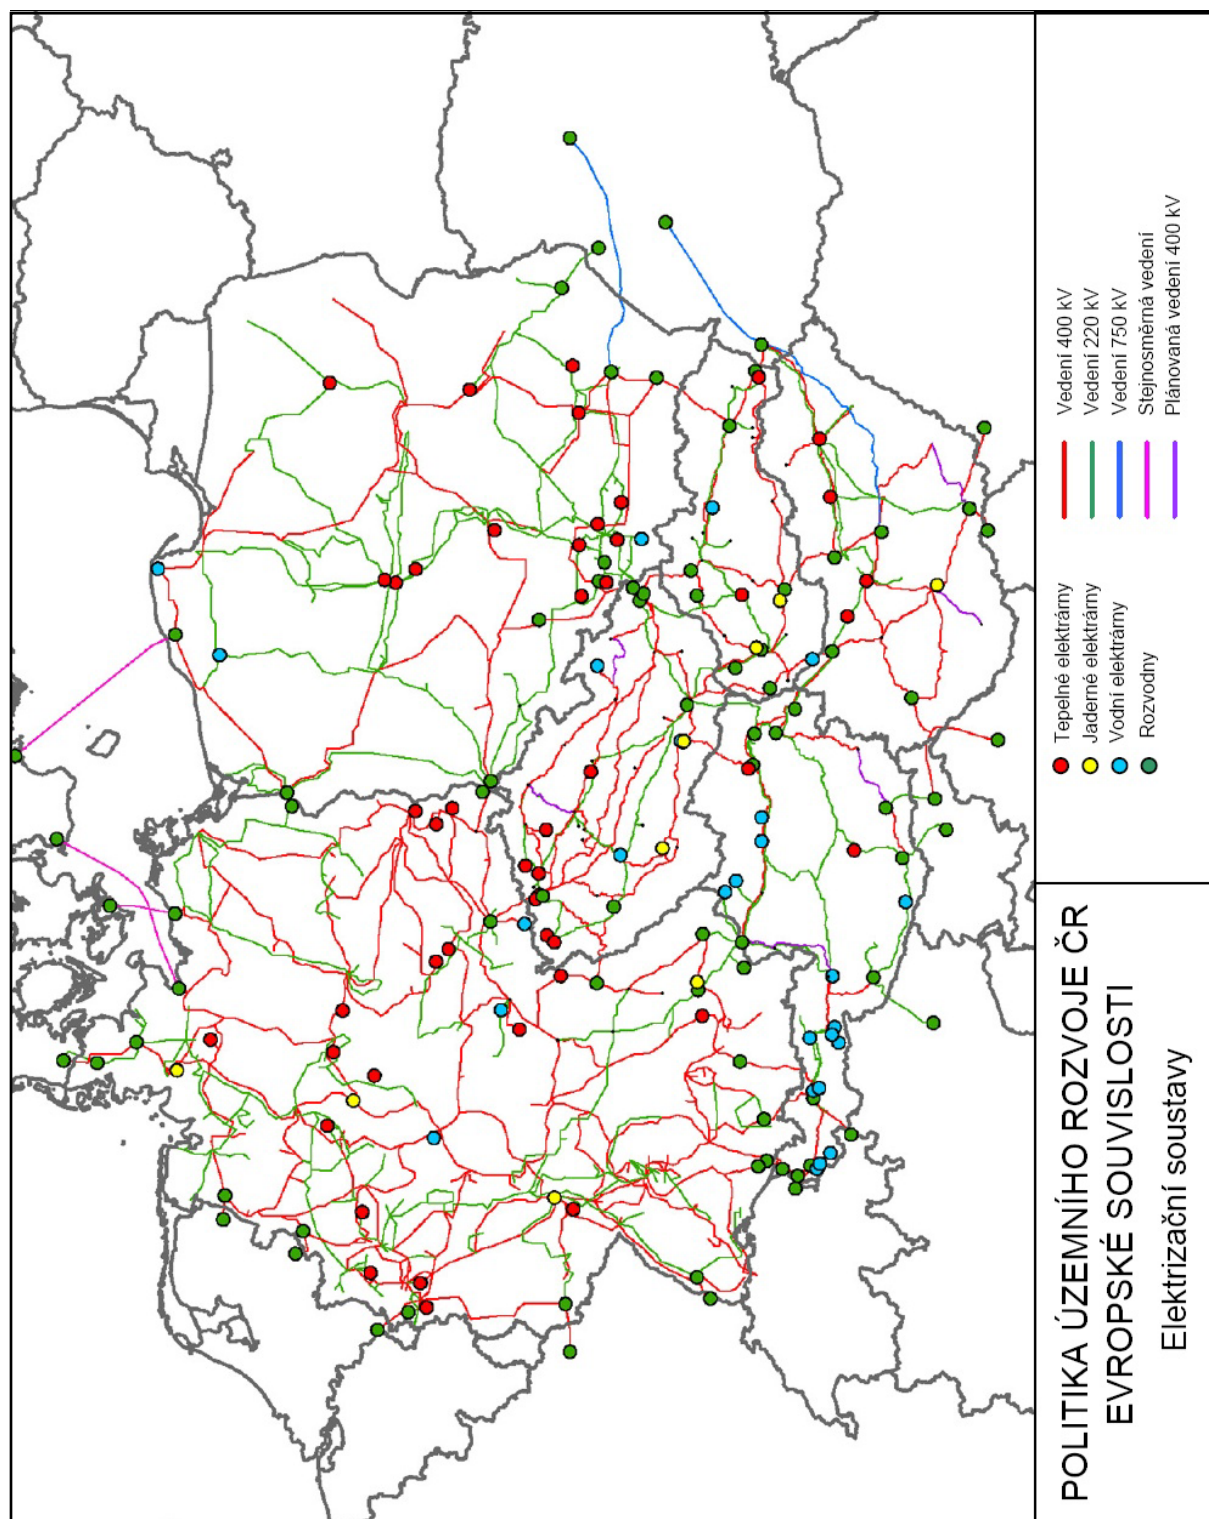 POLITIKA ÚZEMNÍHO ROZVOJE ČR
EVROPSKÉ SOUVISLOSTI
Elektrizační soustavy
Tepelné elektrárny
Jaderné elektrárny
Vodní elektrárny
Rozvodny
Vedení 400 kV
Vedení 220 kV
Vedení 750 kV
Stejnosměrná vedení
Plánovaná vedení 400 kV